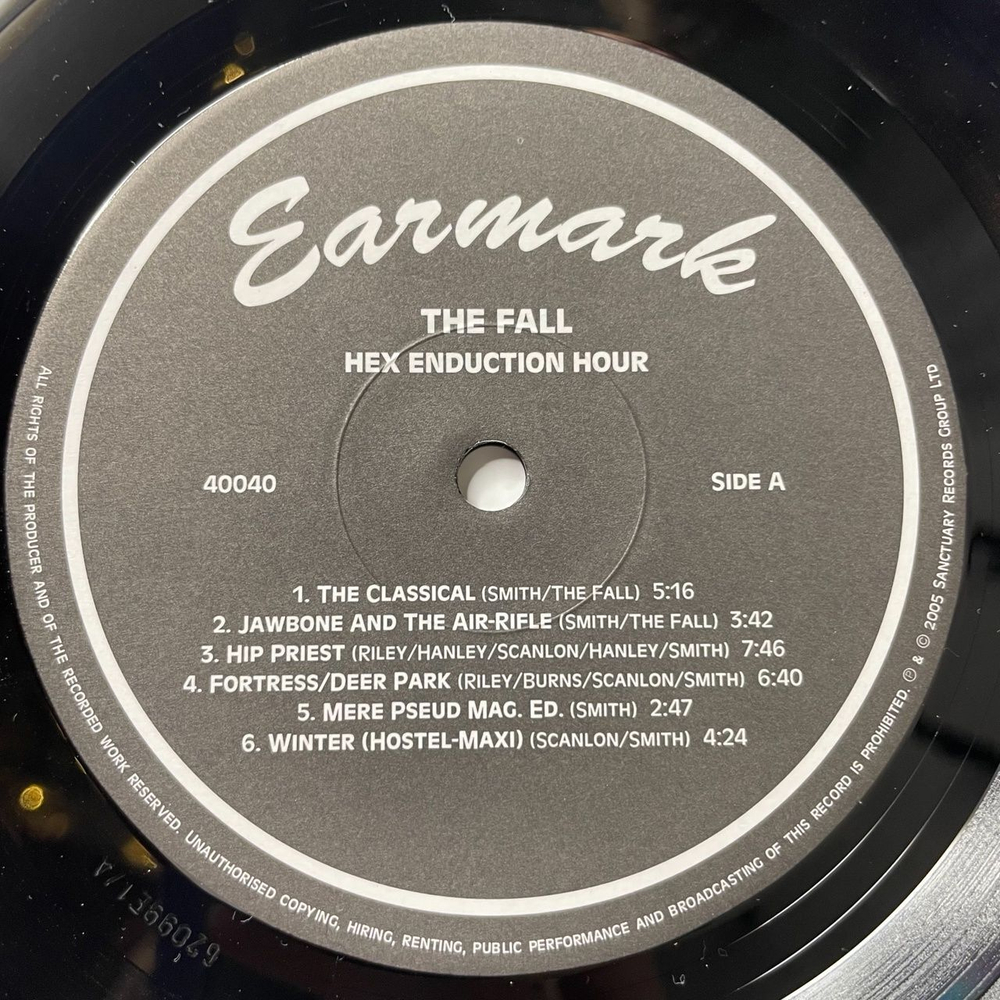 Earmark
THE FALL
HEX ENDUCTION HOUR
40040
SIDE A
1. THE CLASSICAL (SMITH/THE FALL) 5:16
2. JAWBONE AND THE AIR-RIFLE (SMITH/THE FALL) 3:42
3. HIP PRIEST (RILEY/HANLEY/SCANLON/HANLEY/SMITH) 7:46
4. FORTRESS/DEER PARK (RILEY/BURNS/SCANLON/SMITH) 6:40
5. MERE PSEUD MAG. ED. (SMITH) 2:47
6. WINTER (HOSTEL-MAXI) (SCANLON/SMITH) 4:24
ALL RIGHTS OF THE PRODUCER AND OF THE RECORDED WORK RESERVED. UNAUTHORISED COPYING, HIRING, RENTING, PUBLIC PERFORMANCE AND BROADCASTING OF THIS RECORD IS PROHIBITED. ℗ & © 2005 SANCTUARY RECORDS GROUP LTD